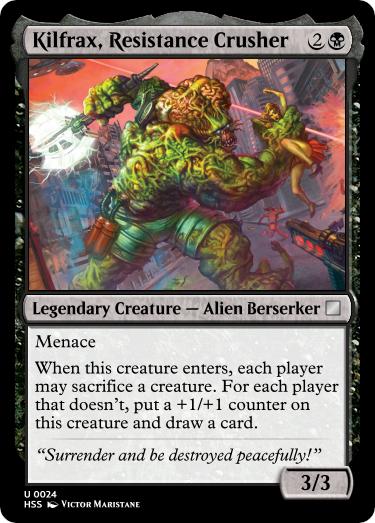 Kilfrax, Resistance Crusher 2
Legendary Creature — Alien Berserker
Menace
When this creature enters, each player
may sacrifice a creature. For each player
that doesn't, put a +1/+1 counter on
this creature and draw a card.
“Surrender and be destroyed peacefully!”
3/3
U 0024
HSS VICTOR MARISTANE